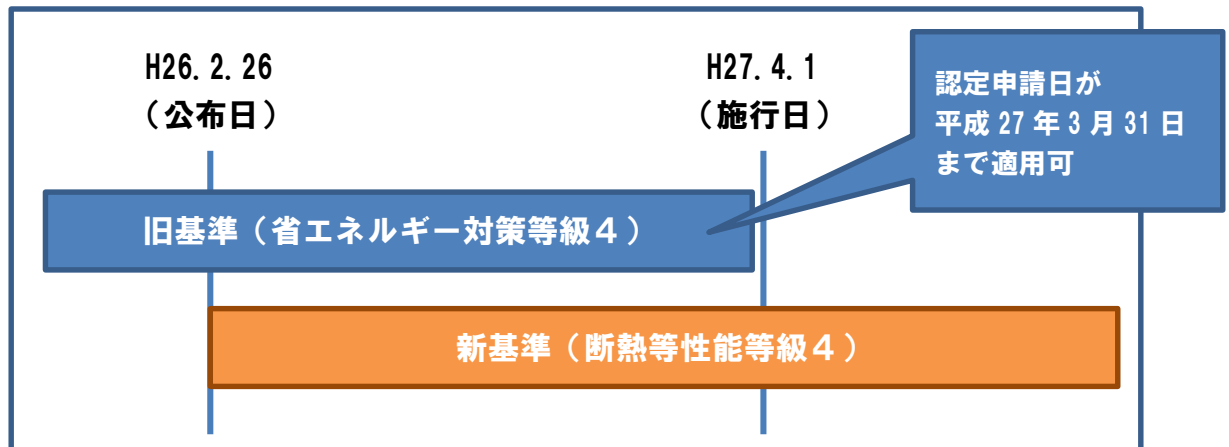 H26.2.26
(公布日)
H27.4.1
(施行日)
認定申請日が
平成 27 年 3 月 31 日
まで適用可
旧基準（省エネルギー対策等級４）
新基準（断熱等性能等級４）